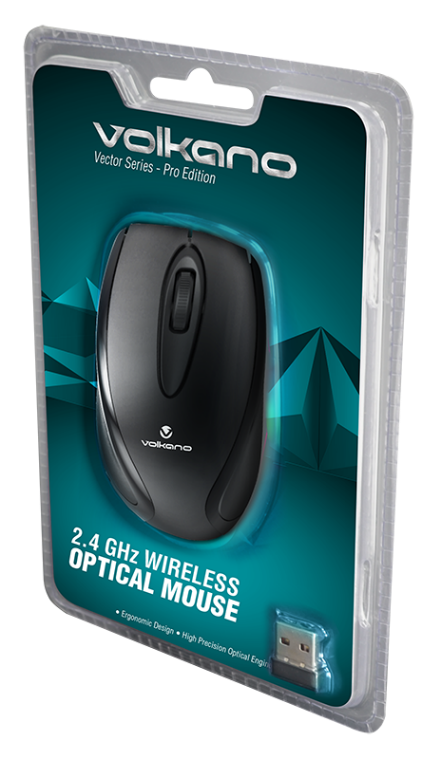 volkano
Vector Series - Pro Edition
volkano
2.4 GHz WIRELESS
OPTICAL MOUSE
• Ergonomic Design • High Precision Optical